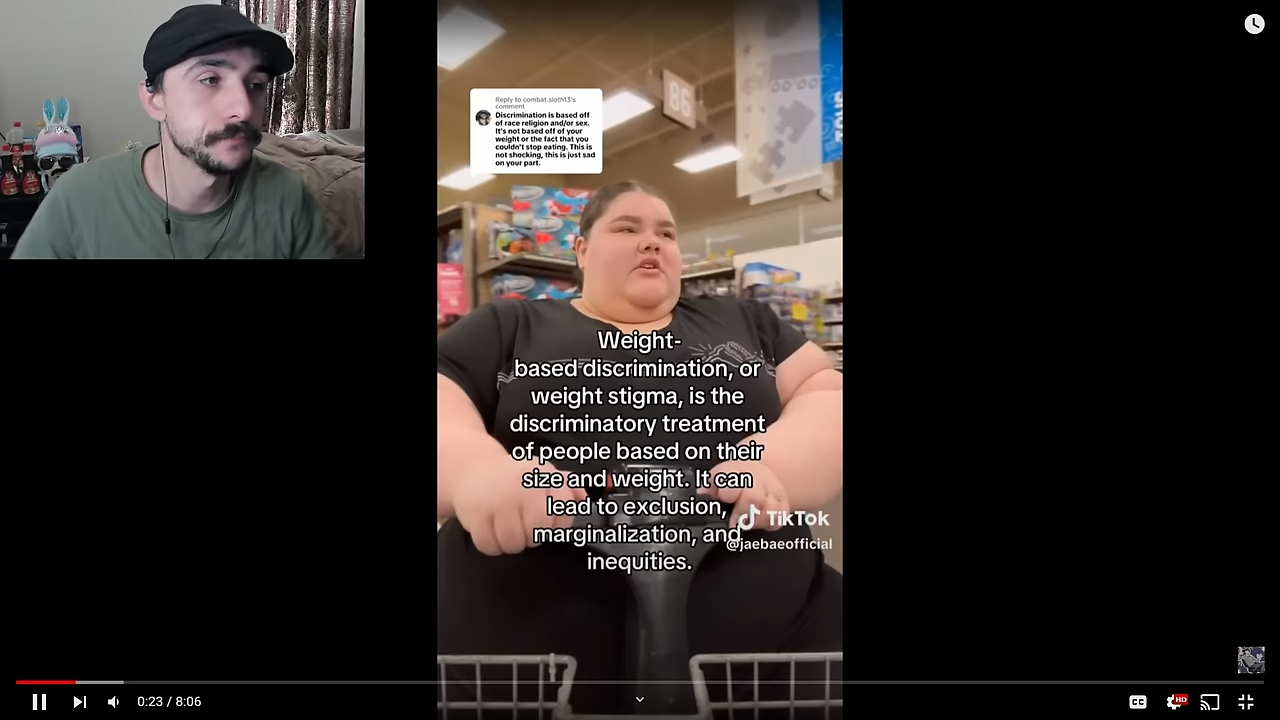 Reply to combat.sloth13's
comment
Discrimination is based off
of race religion and/or sex.
It's not based off of your
weight or the fact that you
couldn't stop eating. This is
not shocking, this is just sad
on your part.
86
Weight-
based discrimination, or
weight stigma, is the
discriminatory treatment
of people based on their
size and weight. It can
lead to exclusion,
marginalization, and
inequities.
TikTok
@jaebaeofficial
0:23 / 8:06
CC
HD